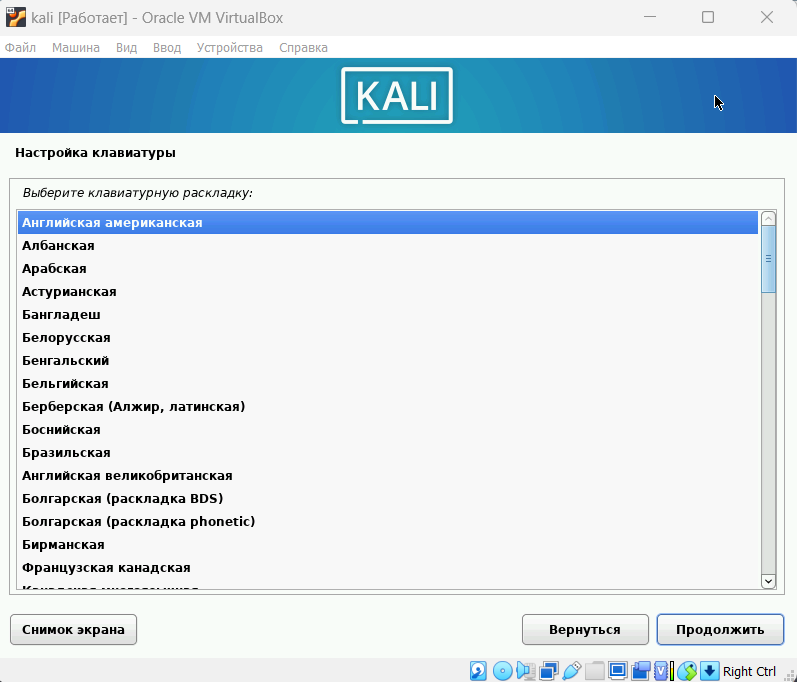 kali [Работает] - Oracle VM VirtualBox
Файл Машина Вид Ввод Устройства Справка
KALI
Настройка клавиатуры
Выберите клавиатурную раскладку:
Английская американская
Албанская
Арабская
Астурианская
Бангладеш
Белорусская
Бенгальский
Бельгийская
Берберская (Алжир, латинская)
Боснийская
Бразильская
Английская великобританская
Болгарская (раскладка BDS)
Болгарская (раскладка phonetic)
Бирманская
Французская канадская
Снимок экрана Вернуться Продолжить
Right Ctrl